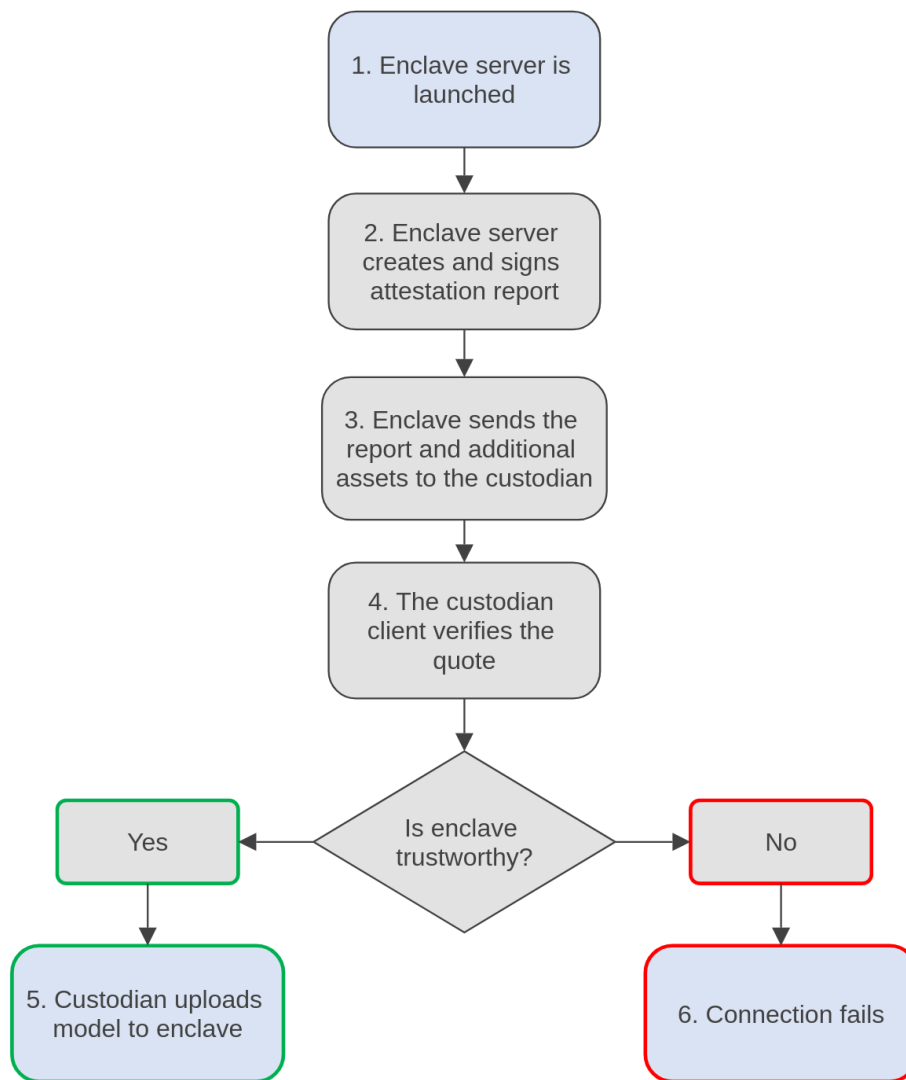 1. Enclave server is
launched
2. Enclave server
creates and signs
attestation report
3. Enclave sends the
report and additional
assets to the custodian
4. The custodian
client verifies the
quote
Is enclave
trustworthy?
Yes
No
5. Custodian uploads
model to enclave
6. Connection fails